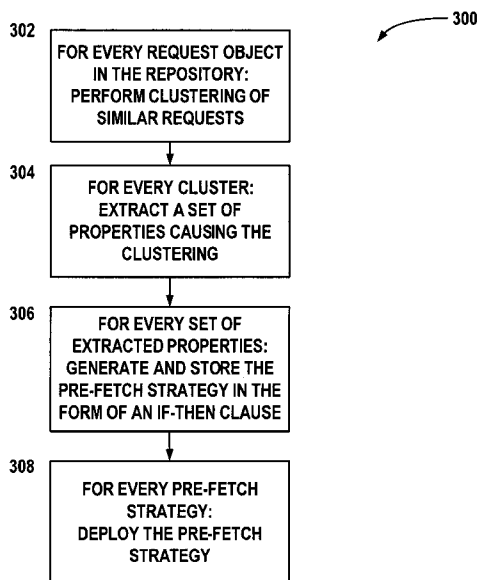 300
302
FOR EVERY REQUEST OBJECT
IN THE REPOSITORY:
PERFORM CLUSTERING OF
SIMILAR REQUESTS
304
FOR EVERY CLUSTER:
EXTRACT A SET OF
PROPERTIES CAUSING THE
CLUSTERING
306
FOR EVERY SET OF
EXTRACTED PROPERTIES:
GENERATE AND STORE THE
PRE-FETCH STRATEGY IN THE
FORM OF AN IF-THEN CLAUSE
308
FOR EVERY PRE-FETCH
STRATEGY:
DEPLOY THE PRE-FETCH
STRATEGY